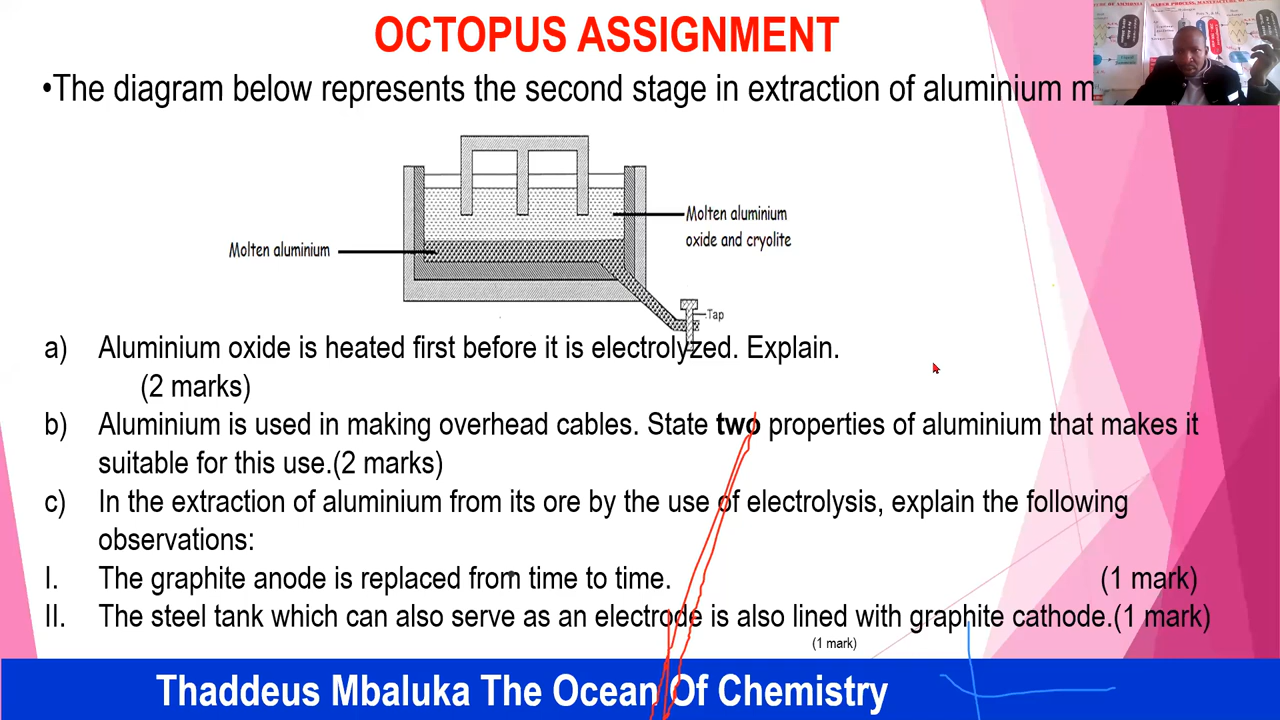 OCTOPUS ASSIGNMENT
•The diagram below represents the second stage in extraction of aluminium
Molten aluminium
oxide and cryolite
Molten aluminium
Tap
a) Aluminium oxide is heated first before it is electrolyzed. Explain.
(2 marks)
b) Aluminium is used in making overhead cables. State two properties of aluminium that makes it
suitable for this use.(2 marks)
c) In the extraction of aluminium from its ore by the use of electrolysis, explain the following
observations:
I. The graphite anode is replaced from time to time. (1 mark)
II. The steel tank which can also serve as an electrode is also lined with graphite cathode.(1 mark)
(1 mark)
Thaddeus Mbaluka The Ocean Of Chemistry